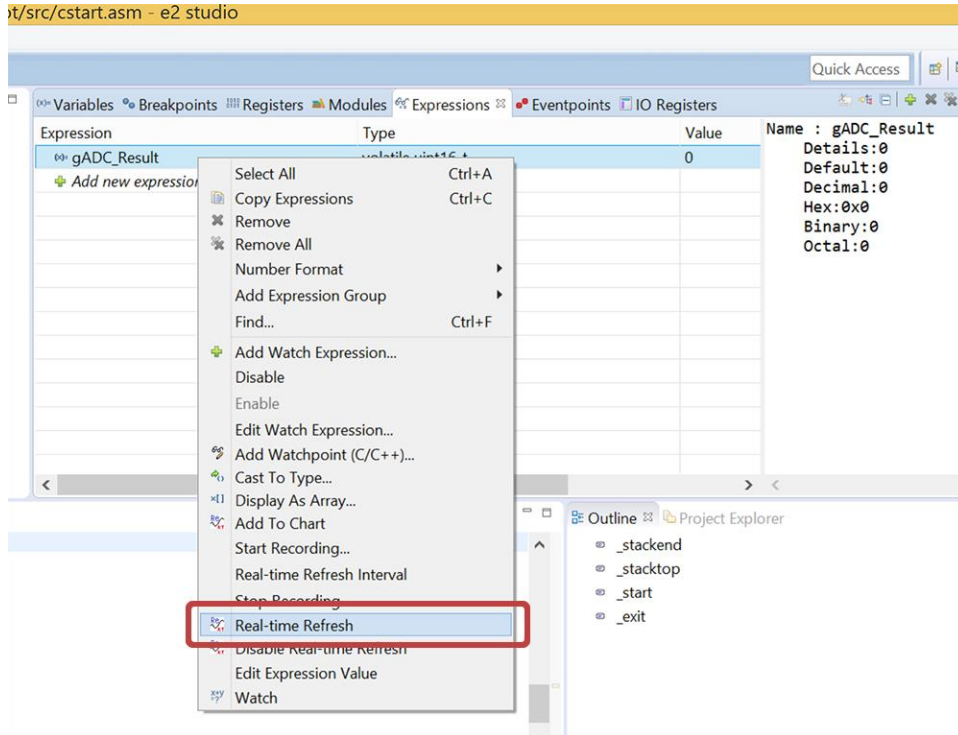 ot/src/cstart.asm - e2 studio
Quick Access
Variables Breakpoints Registers Modules Expressions Eventpoints IO Registers
Expression Type Value
gADC_Result volatile uint16_t 0
Add new expression
Name : gADC_Result
Details:0
Default:0
Decimal:0
Hex:0x0
Binary:0
Octal:0
Select All Ctrl+A
Copy Expressions Ctrl+C
Remove
Remove All
Number Format
Add Expression Group
Find... Ctrl+F
Add Watch Expression...
Disable
Enable
Edit Watch Expression...
Add Watchpoint (C/C++)...
Cast To Type...
Display As Array...
Add To Chart
Start Recording...
Real-time Refresh Interval
Stop Recording
Real-time Refresh
Disable Real-time Refresh
Edit Expression Value
Watch
Outline Project Explorer
_stackend
_stacktop
_start
_exit